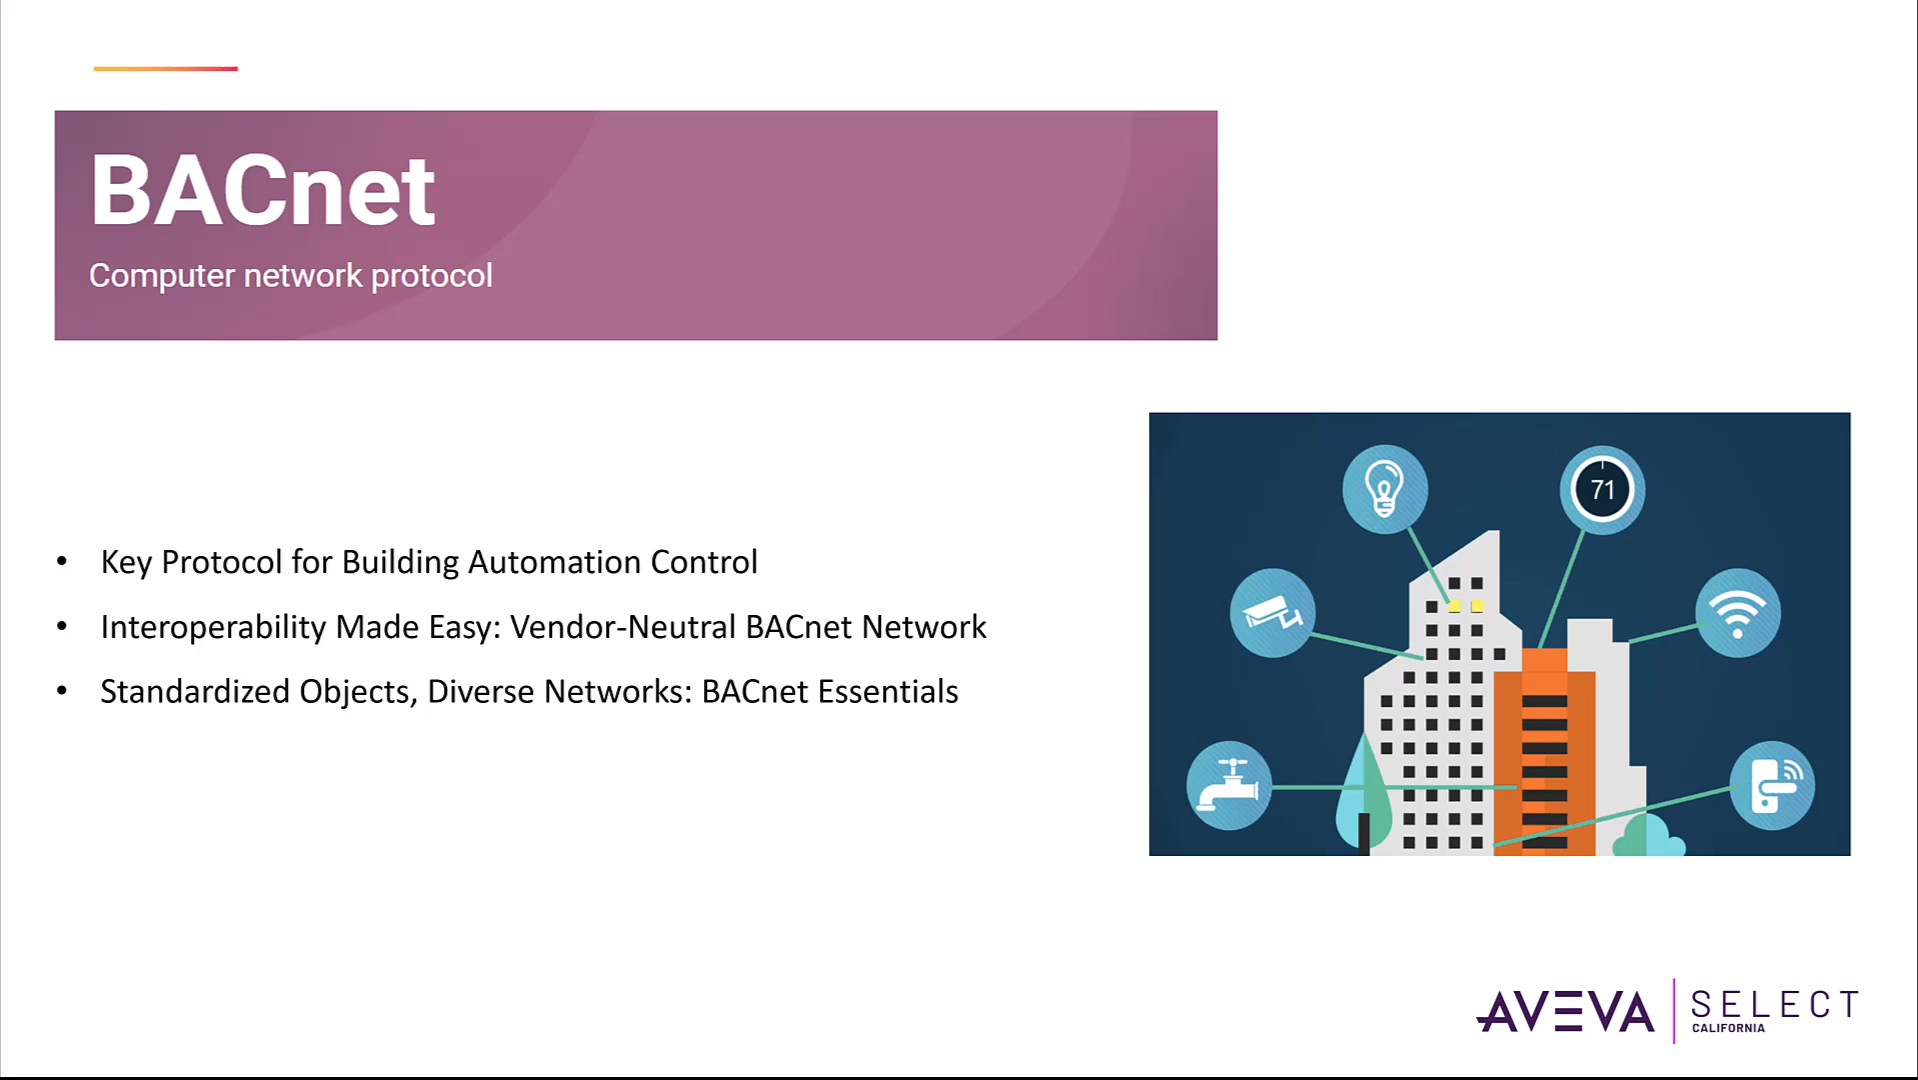 BACnet
Computer network protocol
• Key Protocol for Building Automation Control
• Interoperability Made Easy: Vendor-Neutral BACnet Network
• Standardized Objects, Diverse Networks: BACnet Essentials
71
AVEVA SELECT
CALIFORNIA